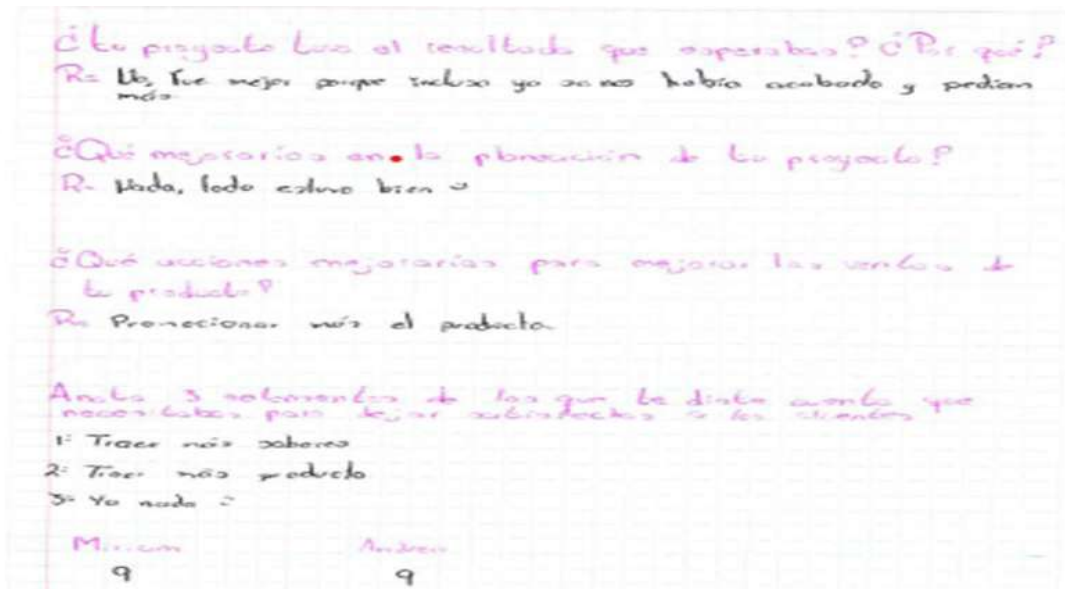 ¿tu proyecto tuvo el resultado que esperabas? ¿Por qué?
R= No, fue mejor porque incluso ya se nos había acabado y pedian
más
¿Qué mejorarías en la planeación de tu proyecto?
R= Nada, todo estuvo bien
¿Qué acciones mejorarías para mejorar las ventas de
tu producto?
R= Promocionar más el producto
Anota 3 de los que te diste cuenta que
necesitabas para dejar satisfechos a los clientes
1= Traer más sabores
2= Traer más producto
3= Ya nada
Miriam Andrea
9 9